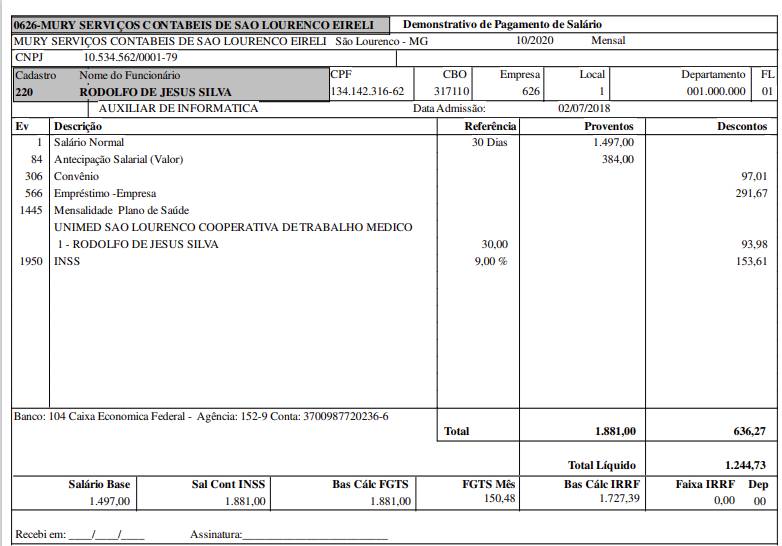 0626-MURY SERVIÇOS CONTABEIS DE SAO LOURENCO EIRELI Demonstrativo de Pagamento de Salário
MURY SERVIÇOS CONTABEIS DE SAO LOURENCO EIRELI São Lourenco - MG 10/2020 Mensal
CNPJ 10.534.562/0001-79
Cadastro Nome do Funcionário CPF CBO Empresa Local Departamento FL
220 RODOLFO DE JESUS SILVA 134.142.316-62 317110 626 1 001.000.000 01
AUXILIAR DE INFORMATICA Data Admissão: 02/07/2018
Ev Descrição Referência Proventos Descontos
1 Salário Normal 30 Dias 1.497,00
84 Antecipação Salarial (Valor) 384,00
306 Convênio 97,01
566 Empréstimo -Empresa 291,67
1445 Mensalidade Plano de Saúde
UNIMED SAO LOURENCO COOPERATIVA DE TRABALHO MEDICO
1 - RODOLFO DE JESUS SILVA 30,00 93,98
1950 INSS 9,00 % 153,61
Banco: 104 Caixa Economica Federal - Agência: 152-9 Conta: 3700987720236-6
Total 1.881,00 636,27
Total Líquido 1.244,73
Salário Base Sal Cont INSS Bas Cálc FGTS FGTS Mês Bas Cálc IRRF Faixa IRRF Dep
1.497,00 1.881,00 1.881,00 150,48 1.727,39 0,00 00
Recebi em: ____/____/____ Assinatura:__________________________